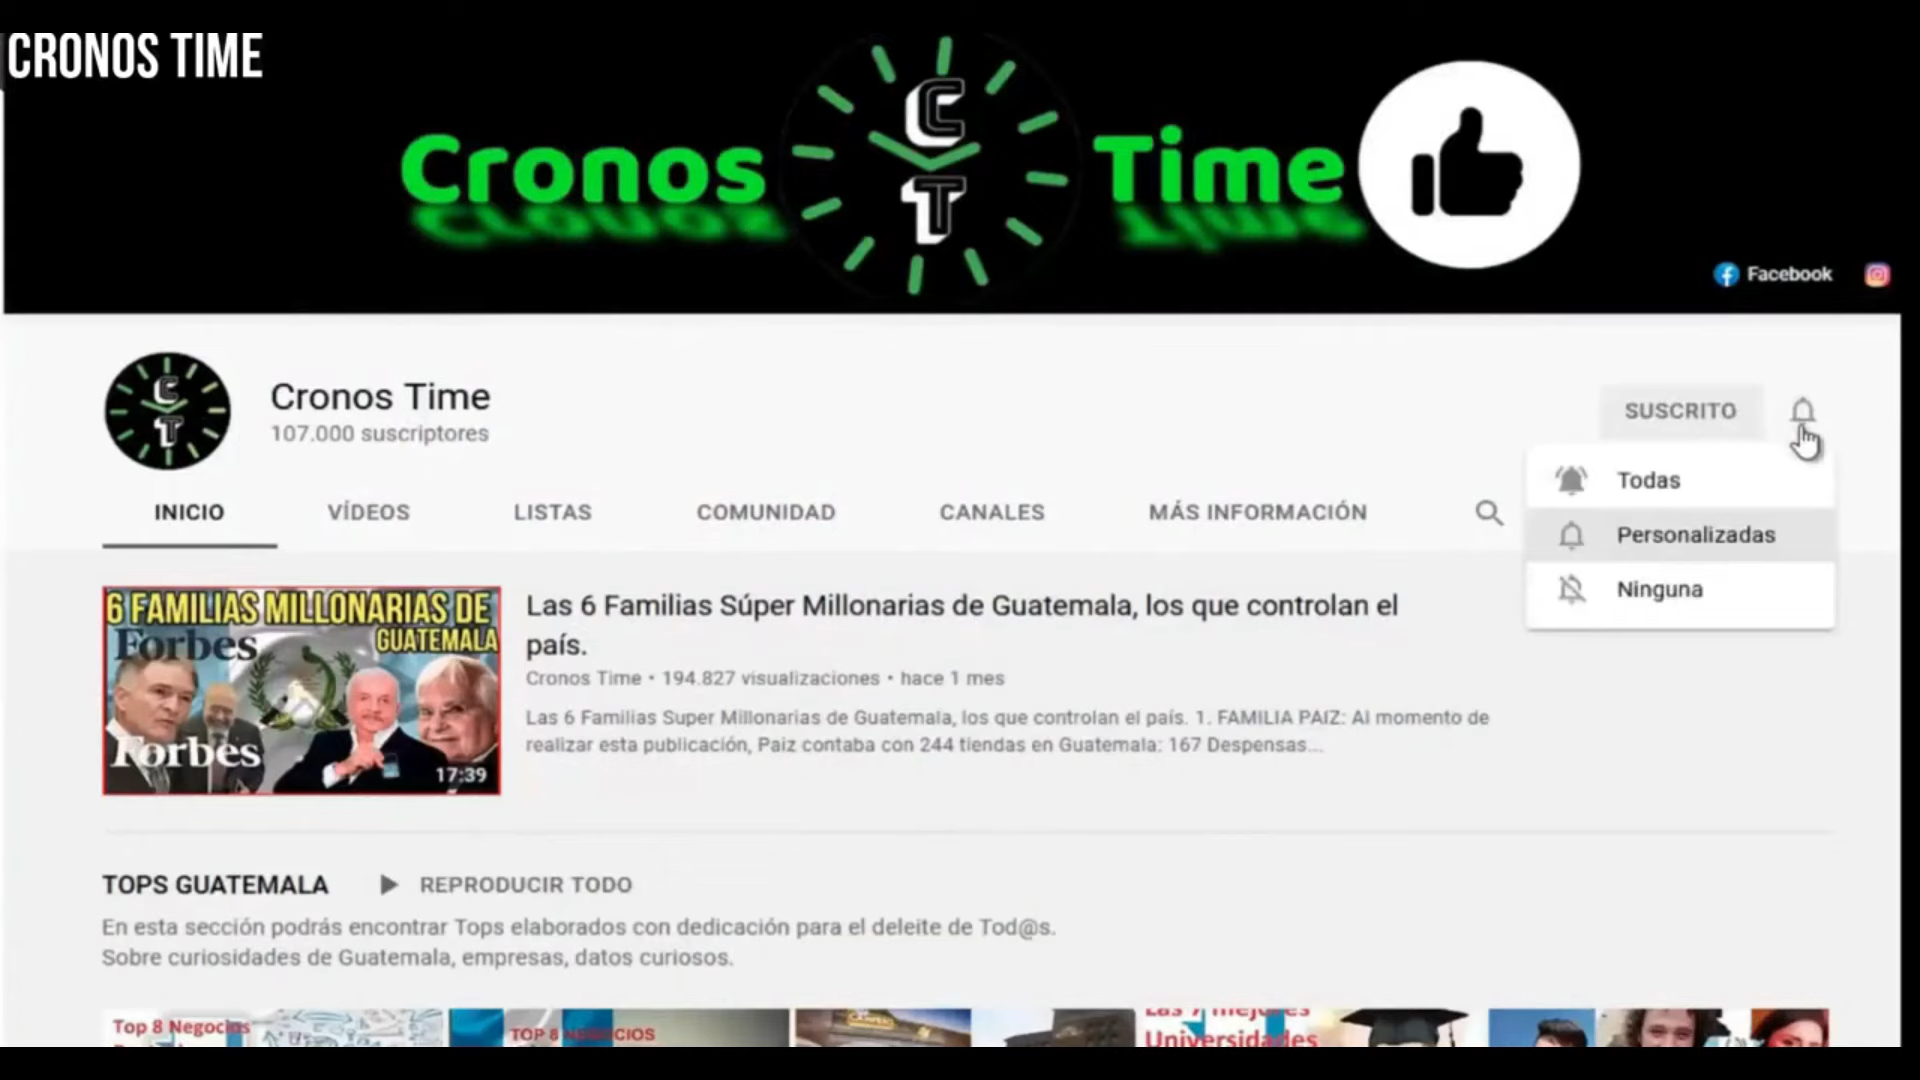 CRONOS TIME
Cronos
C
T
Time
Facebook
C
T
Cronos Time
107.000 suscriptores
SUSCRITO
Todas
Personalizadas
Ninguna
INICIO
VÍDEOS
LISTAS
COMUNIDAD
CANALES
MÁS INFORMACIÓN
6 FAMILIAS MILLONARIAS DE
GUATEMALA
Forbes
Forbes
17:39
Las 6 Familias Súper Millonarias de Guatemala, los que controlan el
país.
Cronos Time • 194.827 visualizaciones • hace 1 mes
Las 6 Familias Super Millonarias de Guatemala, los que controlan el país. 1. FAMILIA PAIZ: Al momento de
realizar esta publicación, Paiz contaba con 244 tiendas en Guatemala: 167 Despensas...
TOPS GUATEMALA
REPRODUCIR TODO
En esta sección podrás encontrar Tops elaborados con dedicación para el deleite de Tod@s.
Sobre curiosidades de Guatemala, empresas, datos curiosos.
Top 8 Negocios
TOP 8 NEGOCIOS
Las 7 mejores
Universidades